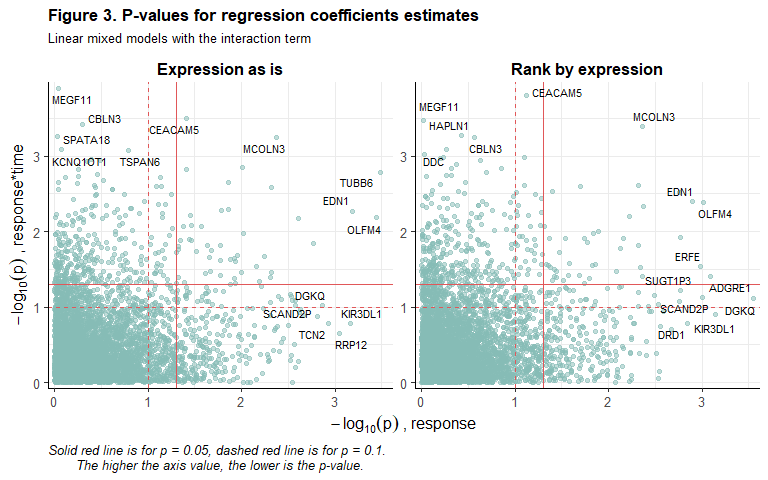 Figure 3. P-values for regression coefficients estimates
Linear mixed models with the interaction term
Expression as is
Rank by expression
MEGF11
CBLN3
CEACAM5
SPATA18
MCOLN3
KCNQ1OT1
TSPAN6
TUBB6
EDN1
OLFM4
DGKQ
SCAND2P
KIR3DL1
TCN2
RRP12
CEACAM5
MEGF11
MCOLN3
HAPLN1
CBLN3
DDC
EDN1
OLFM4
ERFE
SUGT1P3
ADGRE1
SCAND2P
DGKQ
KIR3DL1
DRD1
−log10(p) , response*time
3
2
1
0
3
2
1
0
0 1 2 3
0 1 2 3
−log10(p) , response
Solid red line is for p = 0.05, dashed red line is for p = 0.1.
The higher the axis value, the lower is the p-value.